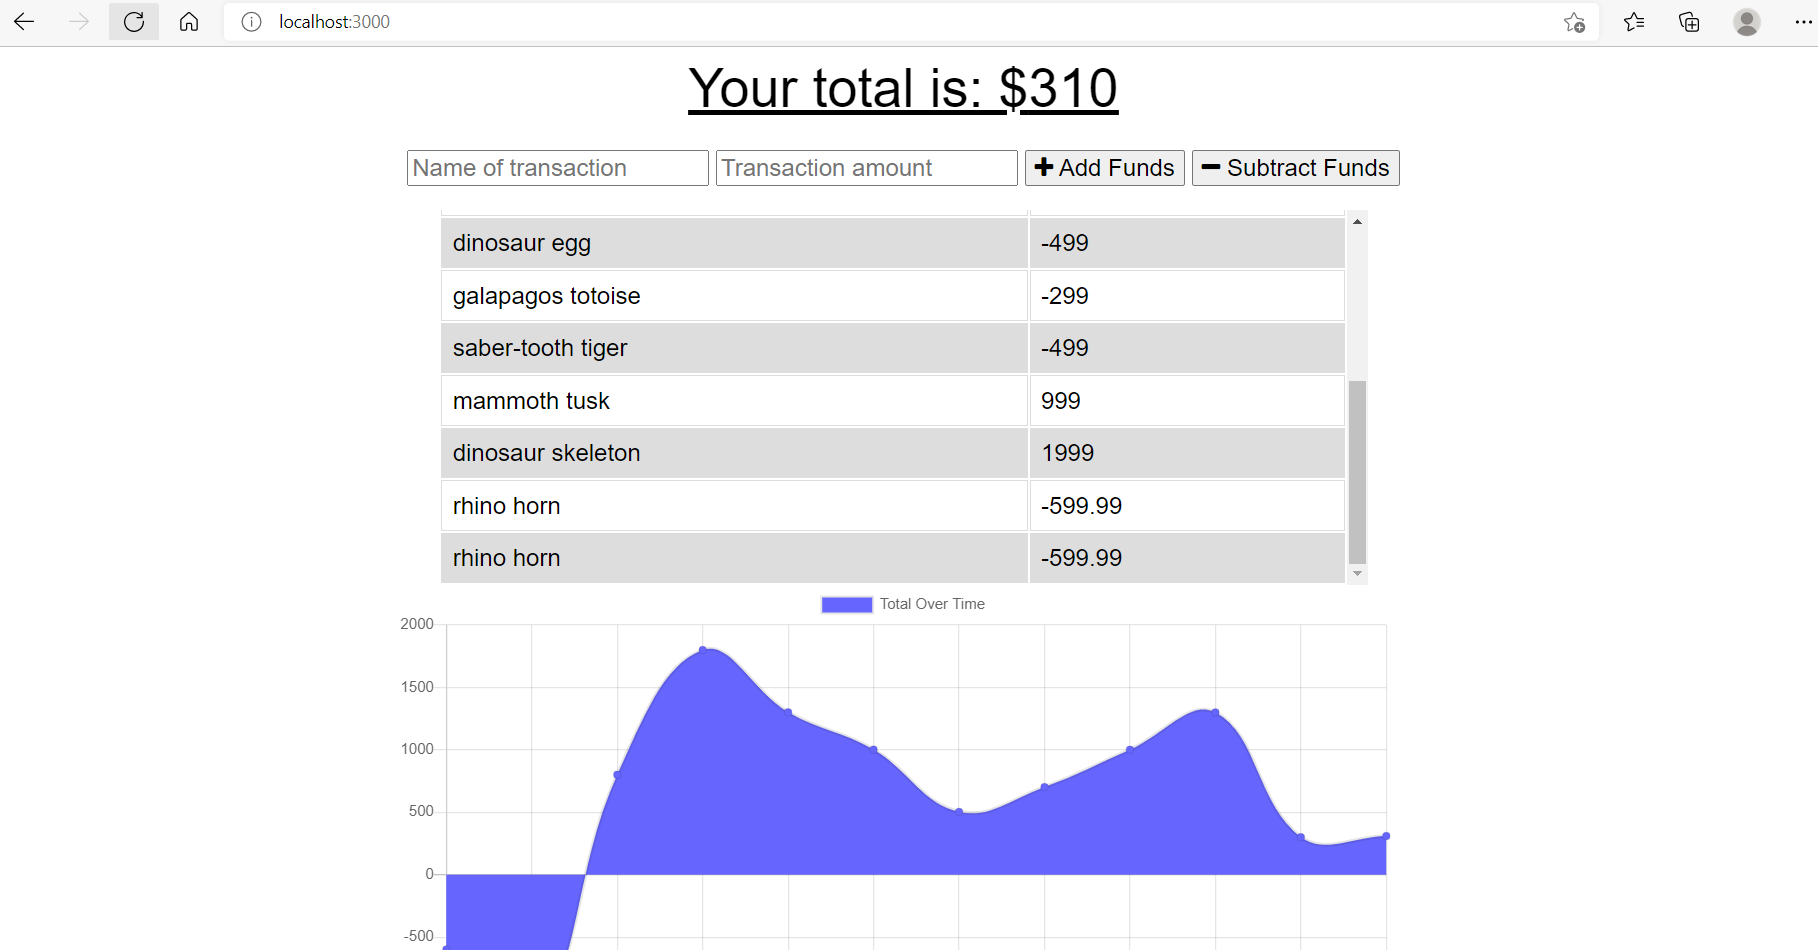 localhost:3000
Your total is: $310
Name of transaction Transaction amount Add Funds Subtract Funds
dinosaur egg -499
galapagos totoise -299
saber-tooth tiger -499
mammoth tusk 999
dinosaur skeleton 1999
rhino horn -599.99
rhino horn -599.99
Total Over Time
2000
1500
1000
500
0
-500